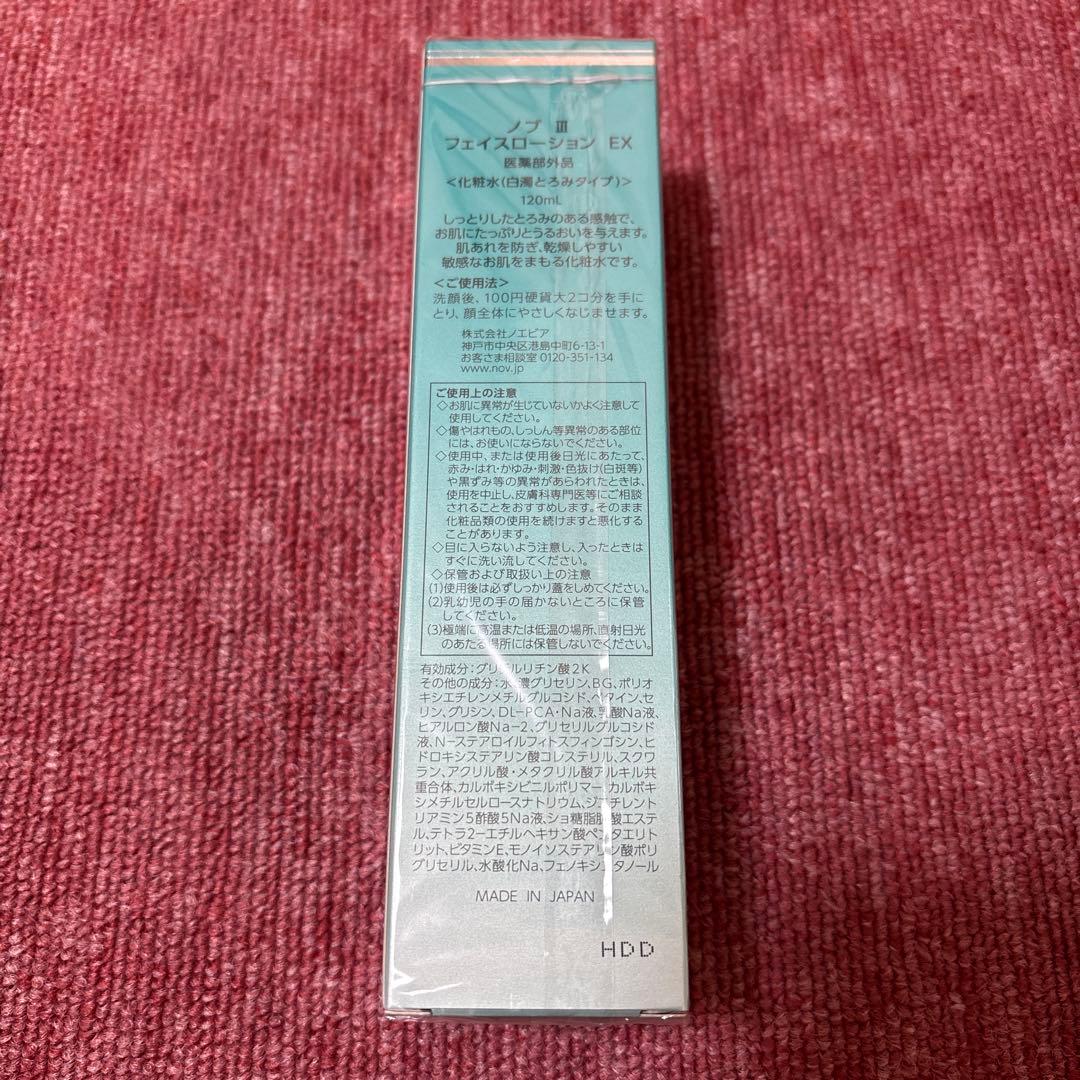 ノブ Ⅲ
フェイスローション EX
医薬部外品
<化粧水(白濁とろみタイプ)>
120mL
しっとりしたとろみのある感触で、
お肌にたっぷりとうるおいを与えます。
肌あれを防ぎ、乾燥しやすい
敏感なお肌をまもる化粧水です。
<ご使用法>
洗顔後、100円硬貨大2コ分を手に
とり、顔全体にやさしくなじませます。
株式会社ノエビア
神戸市中央区港島中町6-13-1
お客さま相談室 0120-351-134
www.nov.jp
ご使用上の注意
◇お肌に異常が生じていないかよく注意して
使用してください。
◇傷やはれもの、しっしん等異常のある部位
には、お使いにならないでください。
◇使用中、または使用後日光にあたって、
赤み・はれ・かゆみ・刺激・色抜け(白斑等)
や黒ずみ等の異常があらわれたときは、
使用を中止し、皮膚科専門医等にご相談
されることをおすすめします。そのまま
化粧品類の使用を続けますと悪化する
ことがあります。
◇目に入らないよう注意し、入ったときは
すぐに洗い流してください。
◇保管および取扱い上の注意
(1)使用後は必ずしっかり蓋をしめてください。
(2)乳幼児の手の届かないところに保管
してください。
(3)極端に高温または低温の場所、直射日光
のあたる場所には保管しないでください。
有効成分:グリチルリチン酸2K
その他の成分:水、濃グリセリン、BG、ポリオ
キシエチレンメチルグルコシド、ベタイン、セ
リン、グリシン、DL-PCA・Na液、乳酸Na液、
ヒアルロン酸Na-2、グリセリルグルコシド
液、N-ステアロイルフィトスフィンゴシン、ヒ
ドロキシステアリン酸コレステリル、スクワ
ラン、アクリル酸・メタクリル酸アルキル共
重合体、カルボキシビニルポリマー、カルボキ
シメチルセルロースナトリウム、ジエチレント
リアミン5酢酸5Na液、ショ糖脂肪酸エステ
ル、テトラ2-エチルヘキサン酸ペンタエリト
リット、ビタミンE、モノイソステアリン酸ポリ
グリセリル、水酸化Na、フェノキシエタノール
MADE IN JAPAN
HDD